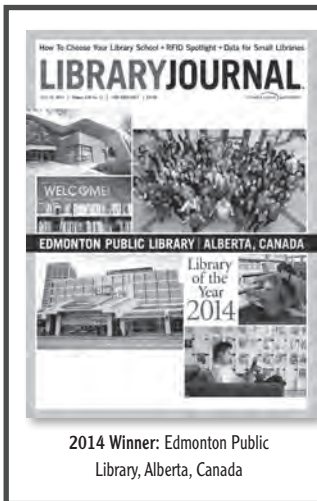 How To Choose Your Library School • RFID Spotlight • Data for Small Libraries
LIBRARYJOURNAL
WELCOME!
EDMONTON PUBLIC LIBRARY | ALBERTA, CANADA
Library
of the
Year
2014
2014 Winner: Edmonton Public
Library, Alberta, Canada